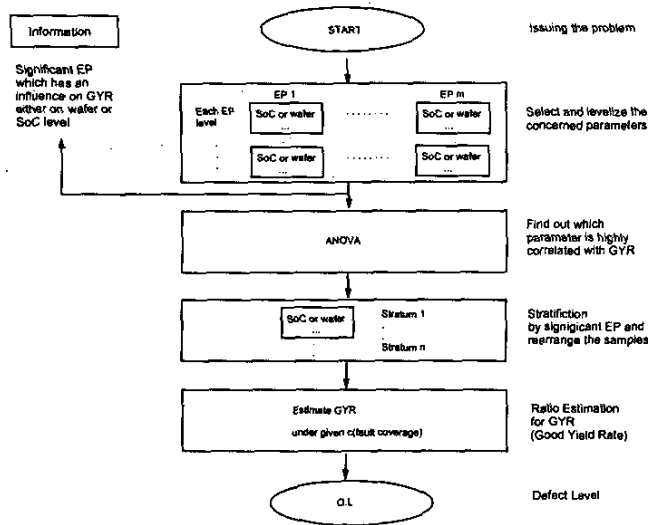 Information
START
Issuing the problem
Significant EP
which has an
influence on GYR
either on wafer or
SoC level
EP 1
EP m
Each EP
level
SoC or wafer
...
SoC or wafer
...
SoC or wafer
...
SoC or wafer
...
Select and levelize the
concerned parameters
ANOVA
Find out which
parameter is highly
correlated with GYR
SoC or wafer
...
Stratum 1
Stratum n
Stratifiction
by signigicant EP and
rearrange the samples
Estimate GYR
under given c(fault coverage)
Ratio Estimation
for GYR
(Good Yield Rate)
Defect Level